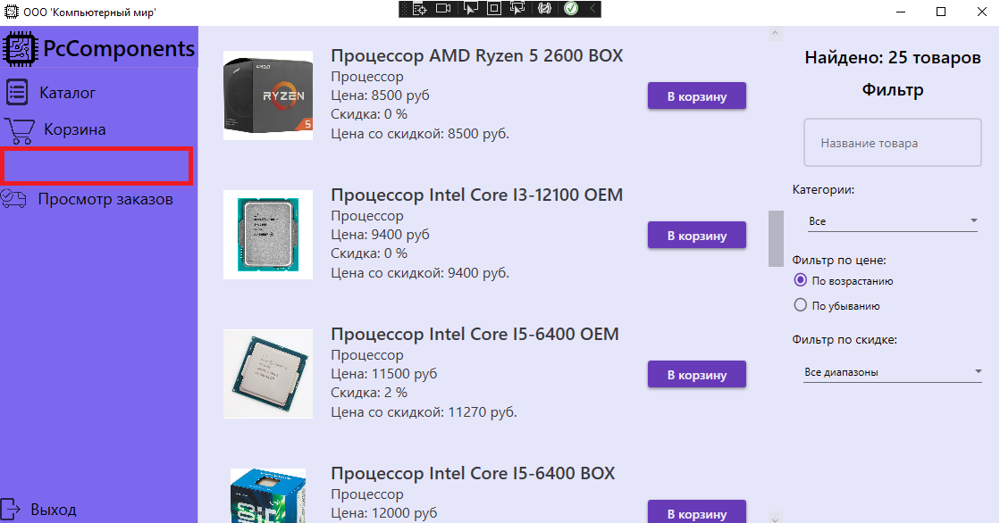 ООО 'Компьютерный мир'
PcComponents
Каталог
Корзина
Просмотр заказов
Выход
Процессор AMD Ryzen 5 2600 BOX
Процессор
Цена: 8500 руб
Скидка: 0 %
Цена со скидкой: 8500 руб.
В корзину
AMD
RYZEN
5
Процессор Intel Core I3-12100 OEM
Процессор
Цена: 9400 руб
Скидка: 0 %
Цена со скидкой: 9400 руб.
В корзину
Процессор Intel Core I5-6400 OEM
Процессор
Цена: 11500 руб
Скидка: 2 %
Цена со скидкой: 11270 руб.
В корзину
Процессор Intel Core I5-6400 BOX
Процессор
Цена: 12000 руб
В корзину
Найдено: 25 товаров
Фильтр
Название товара
Категории:
Все
Фильтр по цене:
По возрастанию
По убыванию
Фильтр по скидке:
Все диапазоны